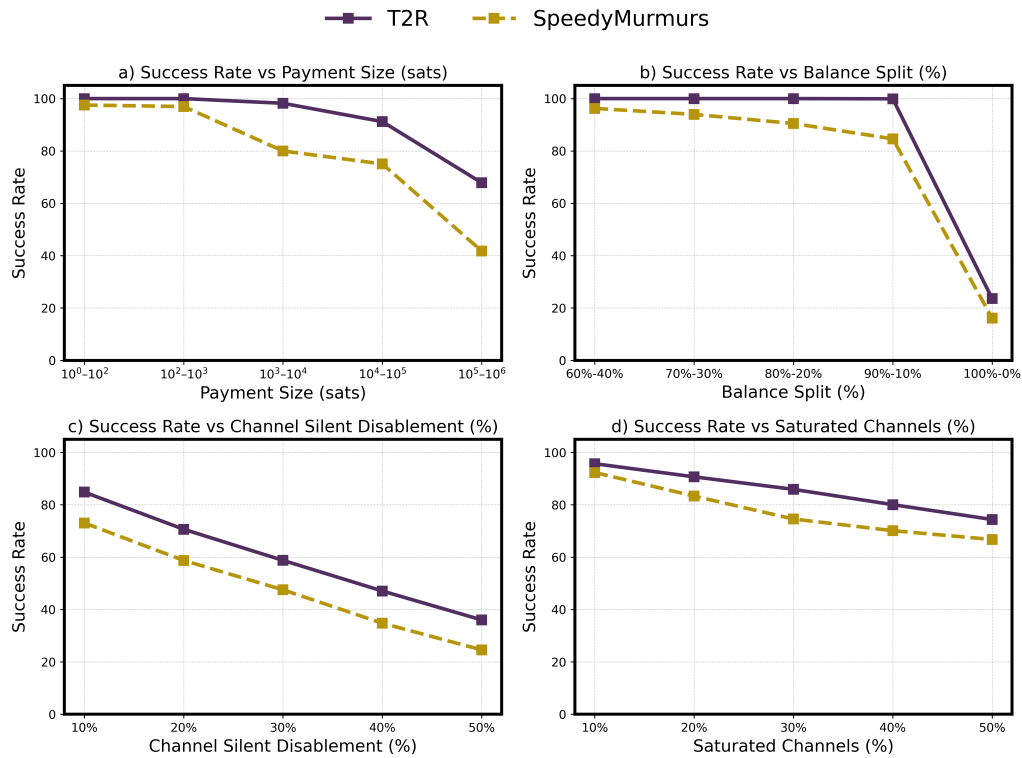 T2R SpeedyMurmurs
a) Success Rate vs Payment Size (sats)
Success Rate
100
80
60
40
20
0
10⁰–10² 10²–10³ 10³–10⁴ 10⁴–10⁵ 10⁵–10⁶
Payment Size (sats)
b) Success Rate vs Balance Split (%)
Success Rate
100
80
60
40
20
0
60%-40% 70%-30% 80%-20% 90%-10% 100%-0%
Balance Split (%)
c) Success Rate vs Channel Silent Disablement (%)
Success Rate
100
80
60
40
20
0
10% 20% 30% 40% 50%
Channel Silent Disablement (%)
d) Success Rate vs Saturated Channels (%)
Success Rate
100
80
60
40
20
0
10% 20% 30% 40% 50%
Saturated Channels (%)